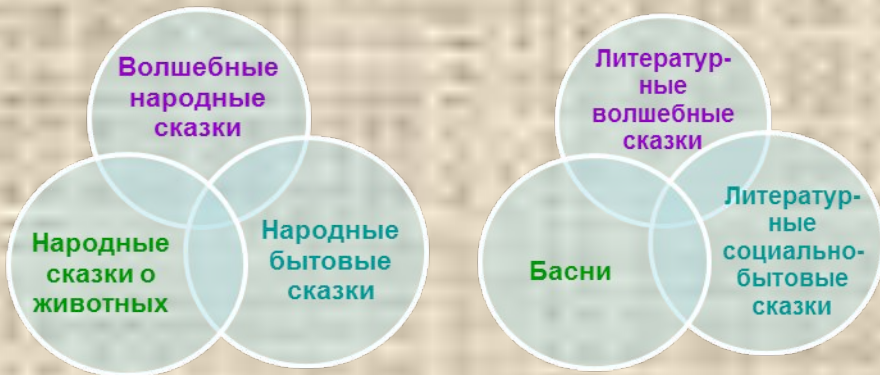 Волшебные
народные
сказки
Народные
сказки о
животных
Народные
бытовые
сказки
Литератур-
ные
волшебные
сказки
Басни
Литератур-
ные
социально-
бытовые
сказки